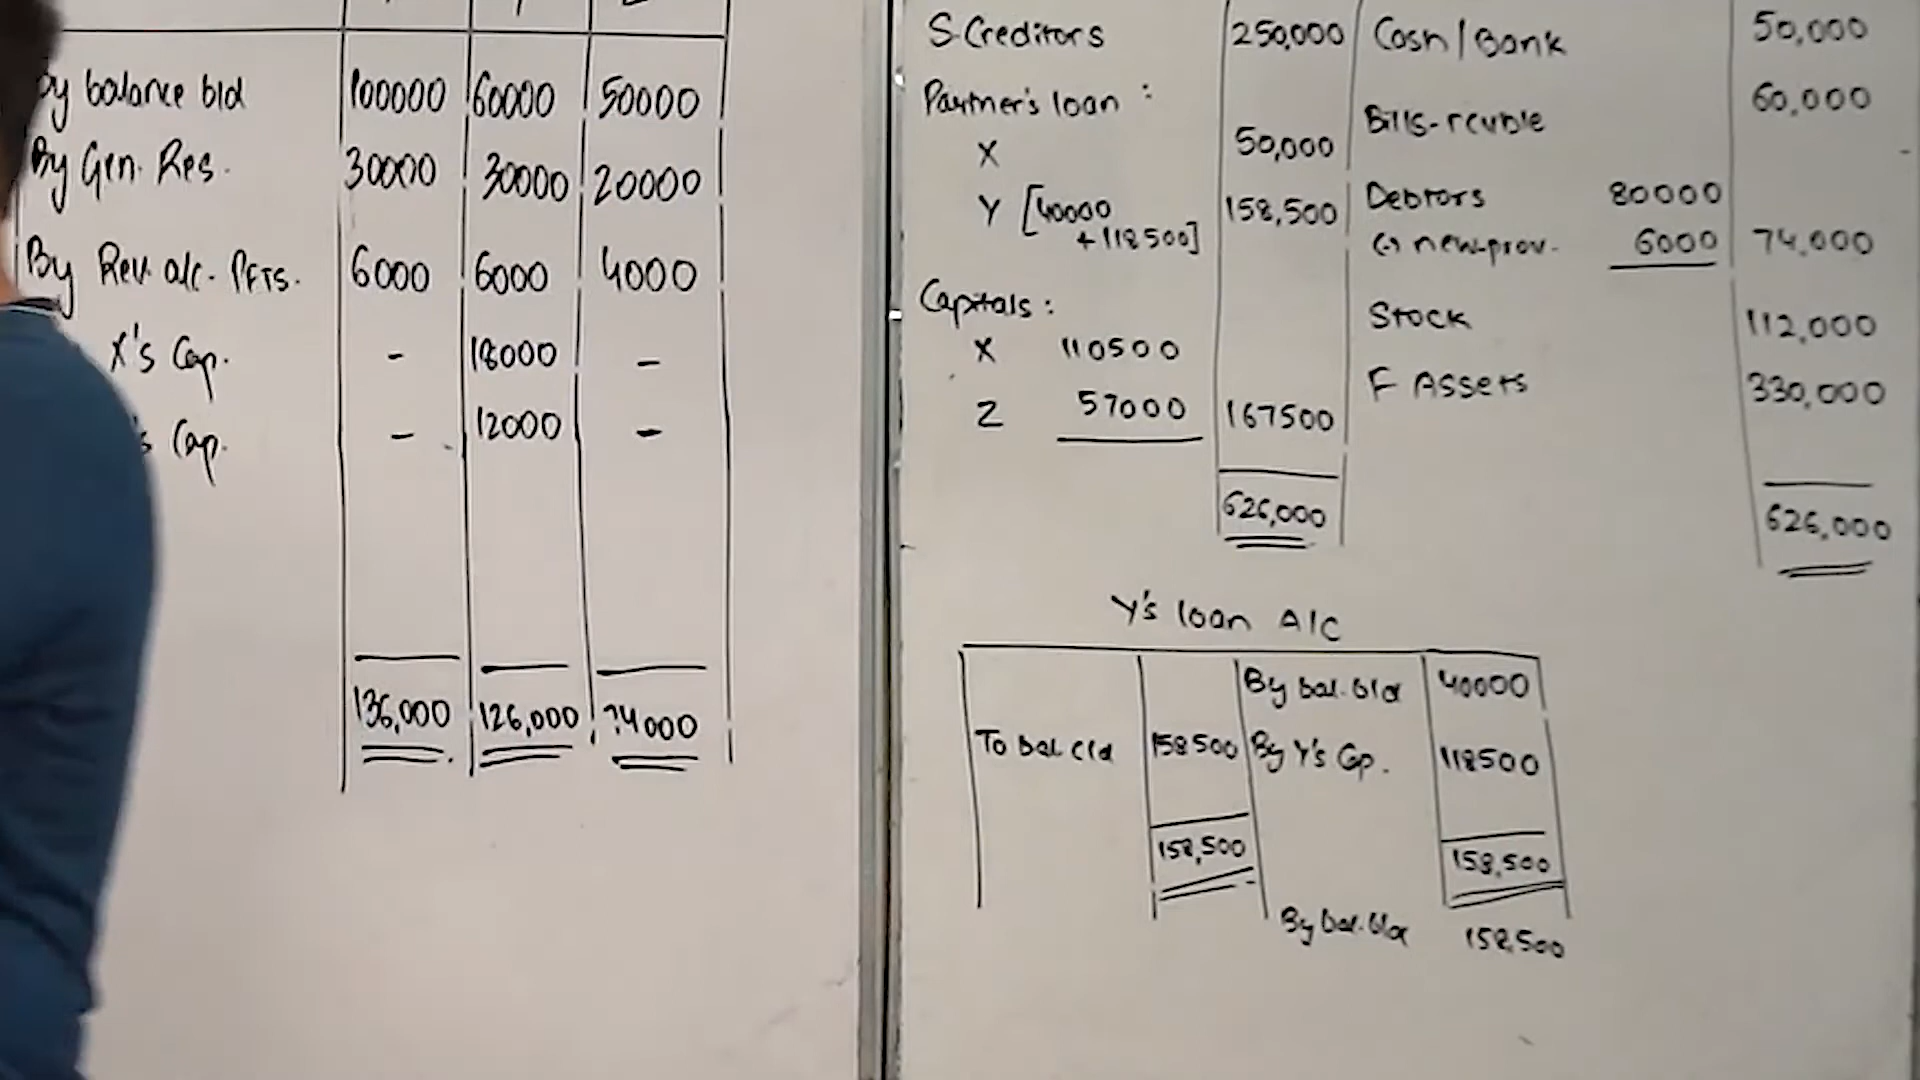 By balance bld 100000 60000 50000
By Gen. Res. 30000 30000 20000
By Rev. a/c. Pfts. 6000 6000 4000
X's Cap. - 18000 -
's Cap. - 12000 -
136,000 126,000 74000
S. Creditors 250,000 Cash/Bank 50,000
Partner's loan : Bills-rcvble 60,000
X 50,000
Y [40000 158,500 Debtors 80000
+118500] (-) new-prov. 6000 74,000
Capitals : Stock 112,000
X 110500 F Assets 330,000
Z 57000 167500
626,000 626,000
Y's loan A/C
By bal. b/d 40000
To bal c/d 158500 By Y's Cp. 118500
158,500 158,500
By bal. b/d 158,500